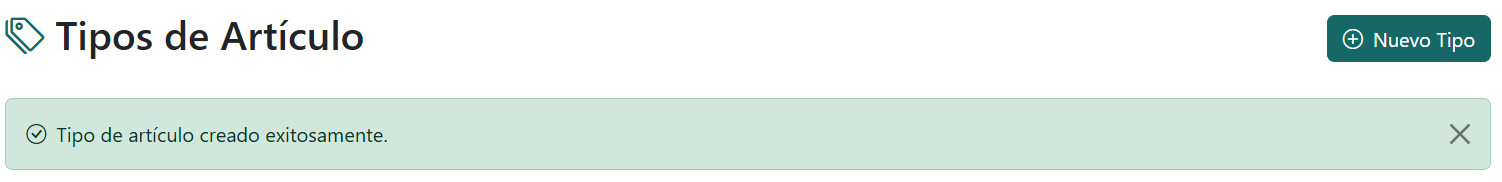 Tipos de Artículo
Nuevo Tipo
Tipo de artículo creado exitosamente.